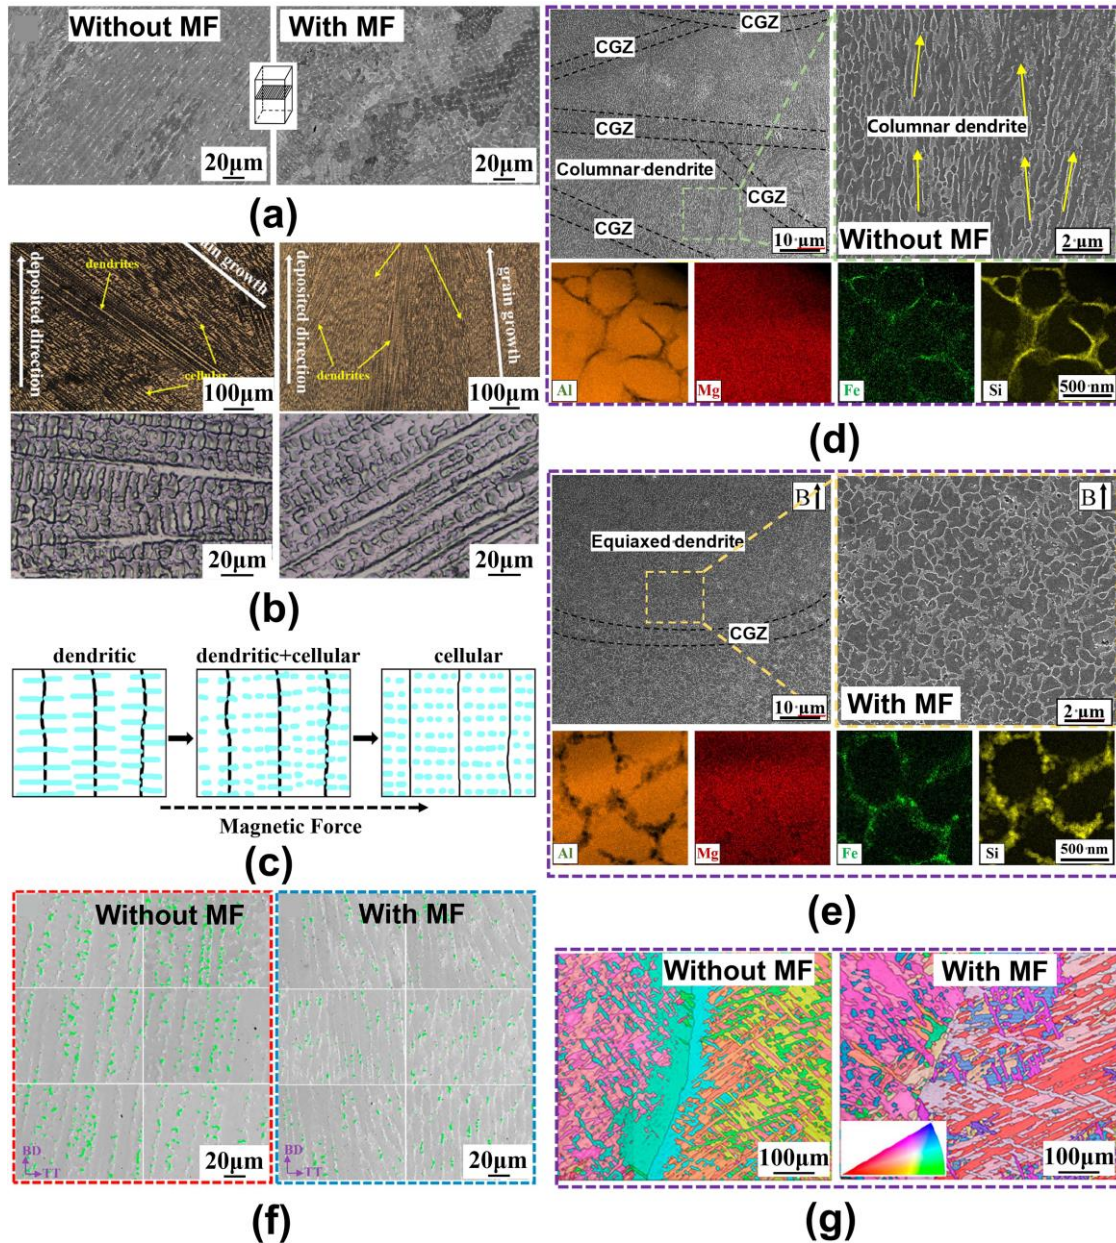 Without MF
With MF
20μm
20μm
(a)
deposited direction
dendrites
ain growth
cellular
100μm
deposited direction
dendrites
grain growth
100μm
20μm
20μm
(b)
dendritic
dendritic+cellular
cellular
Magnetic Force
(c)
CGZ
CGZ
CGZ
Columnar dendrite
CGZ
CGZ
10 μm
Columnar dendrite
Without MF
2 μm
Al
Mg
Fe
Si
500 nm
(d)
B
Equiaxed dendrite
CGZ
10 μm
B
With MF
2 μm
Al
Mg
Fe
Si
500 nm
(e)
Without MF
BD
TT
20μm
With MF
BD
TT
20μm
(f)
Without MF
100μm
With MF
100μm
(g)